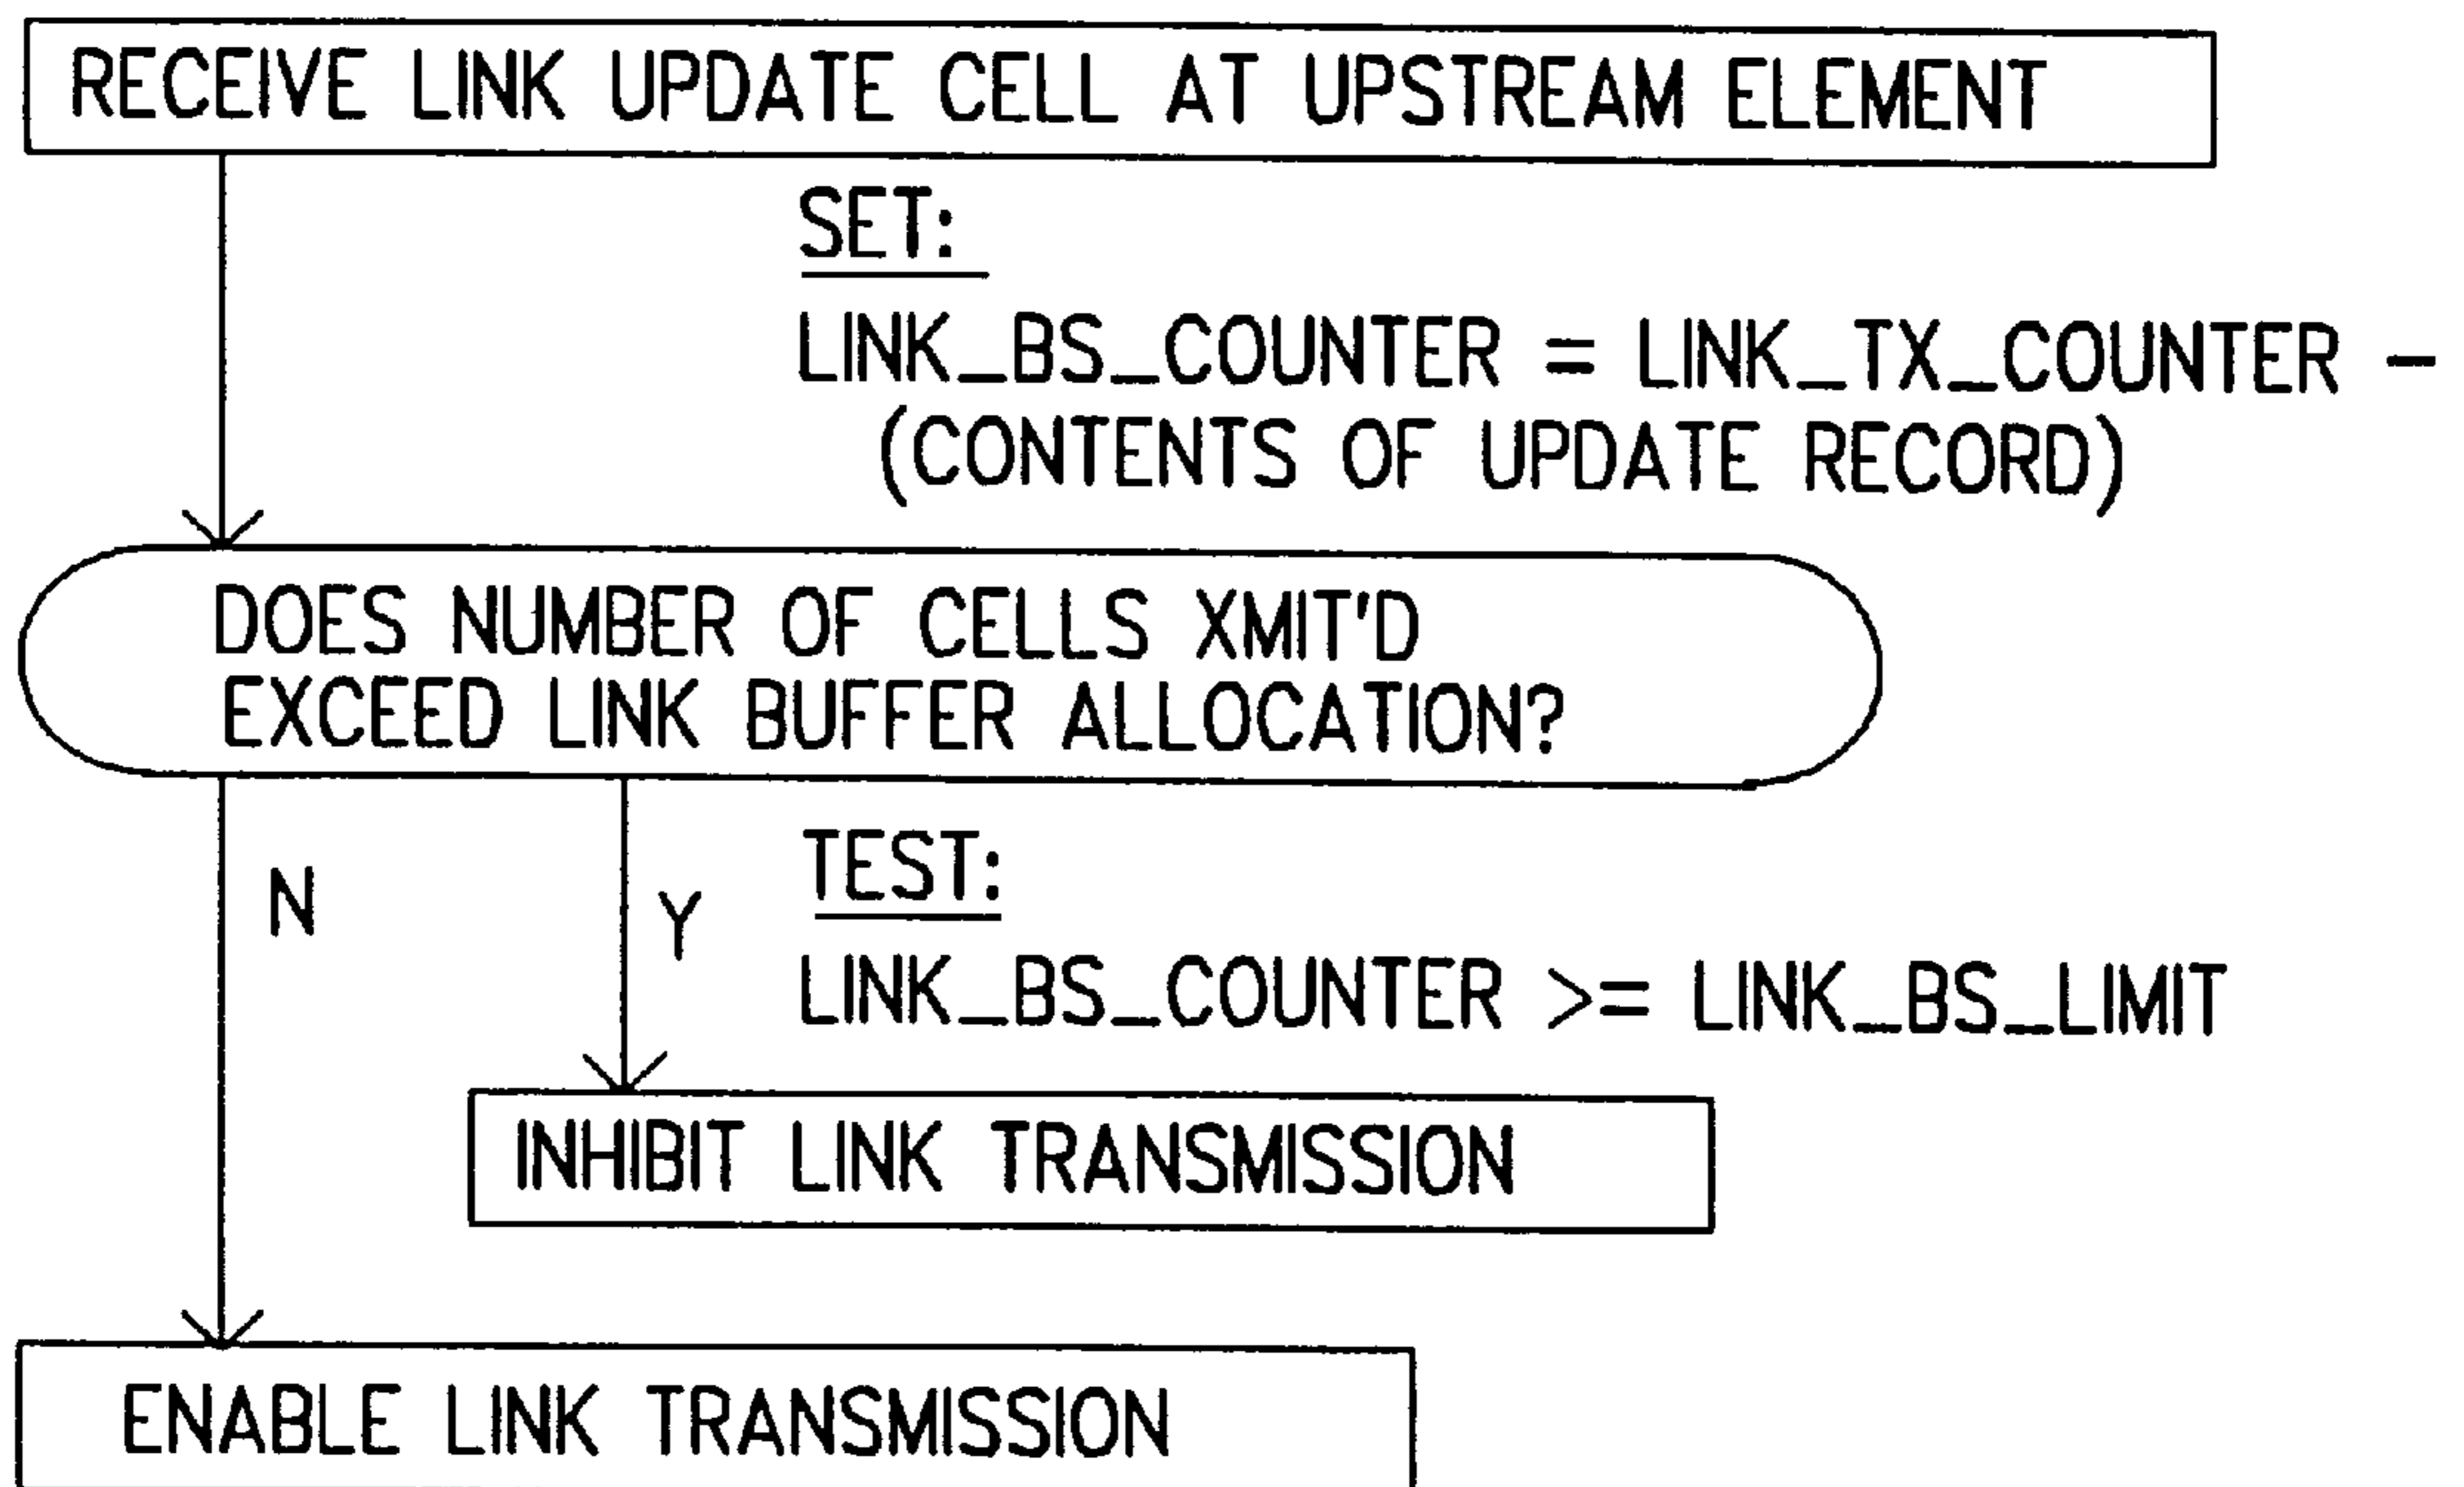 RECEIVE LINK UPDATE CELL AT UPSTREAM ELEMENT
SET:
LINK_BS_COUNTER = LINK_TX_COUNTER -
(CONTENTS OF UPDATE RECORD)
DOES NUMBER OF CELLS XMIT'D
EXCEED LINK BUFFER ALLOCATION?
N
Y
TEST:
LINK_BS_COUNTER >= LINK_BS_LIMIT
INHIBIT LINK TRANSMISSION
ENABLE LINK TRANSMISSION